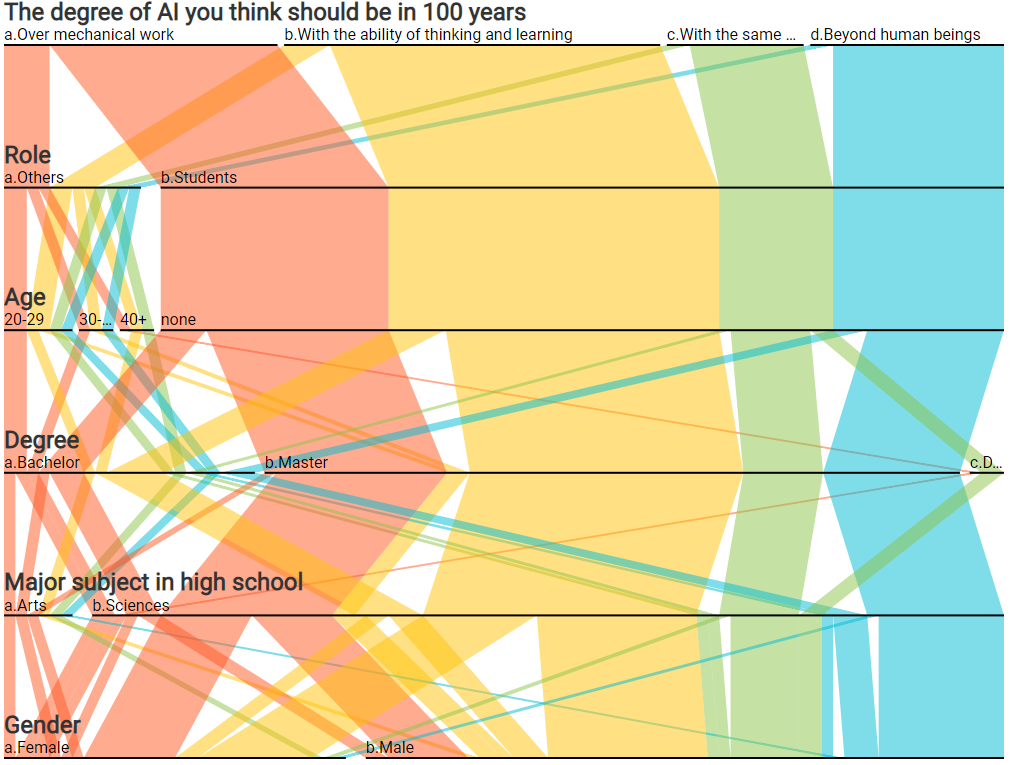 The degree of AI you think should be in 100 years
a.Over mechanical work b.With the ability of thinking and learning c.With the same ... d.Beyond human beings
Role
a.Others b.Students
Age
20-29 30-... 40+ none
Degree
a.Bachelor b.Master c.D...
Major subject in high school
a.Arts b.Sciences
Gender
a.Female b.Male